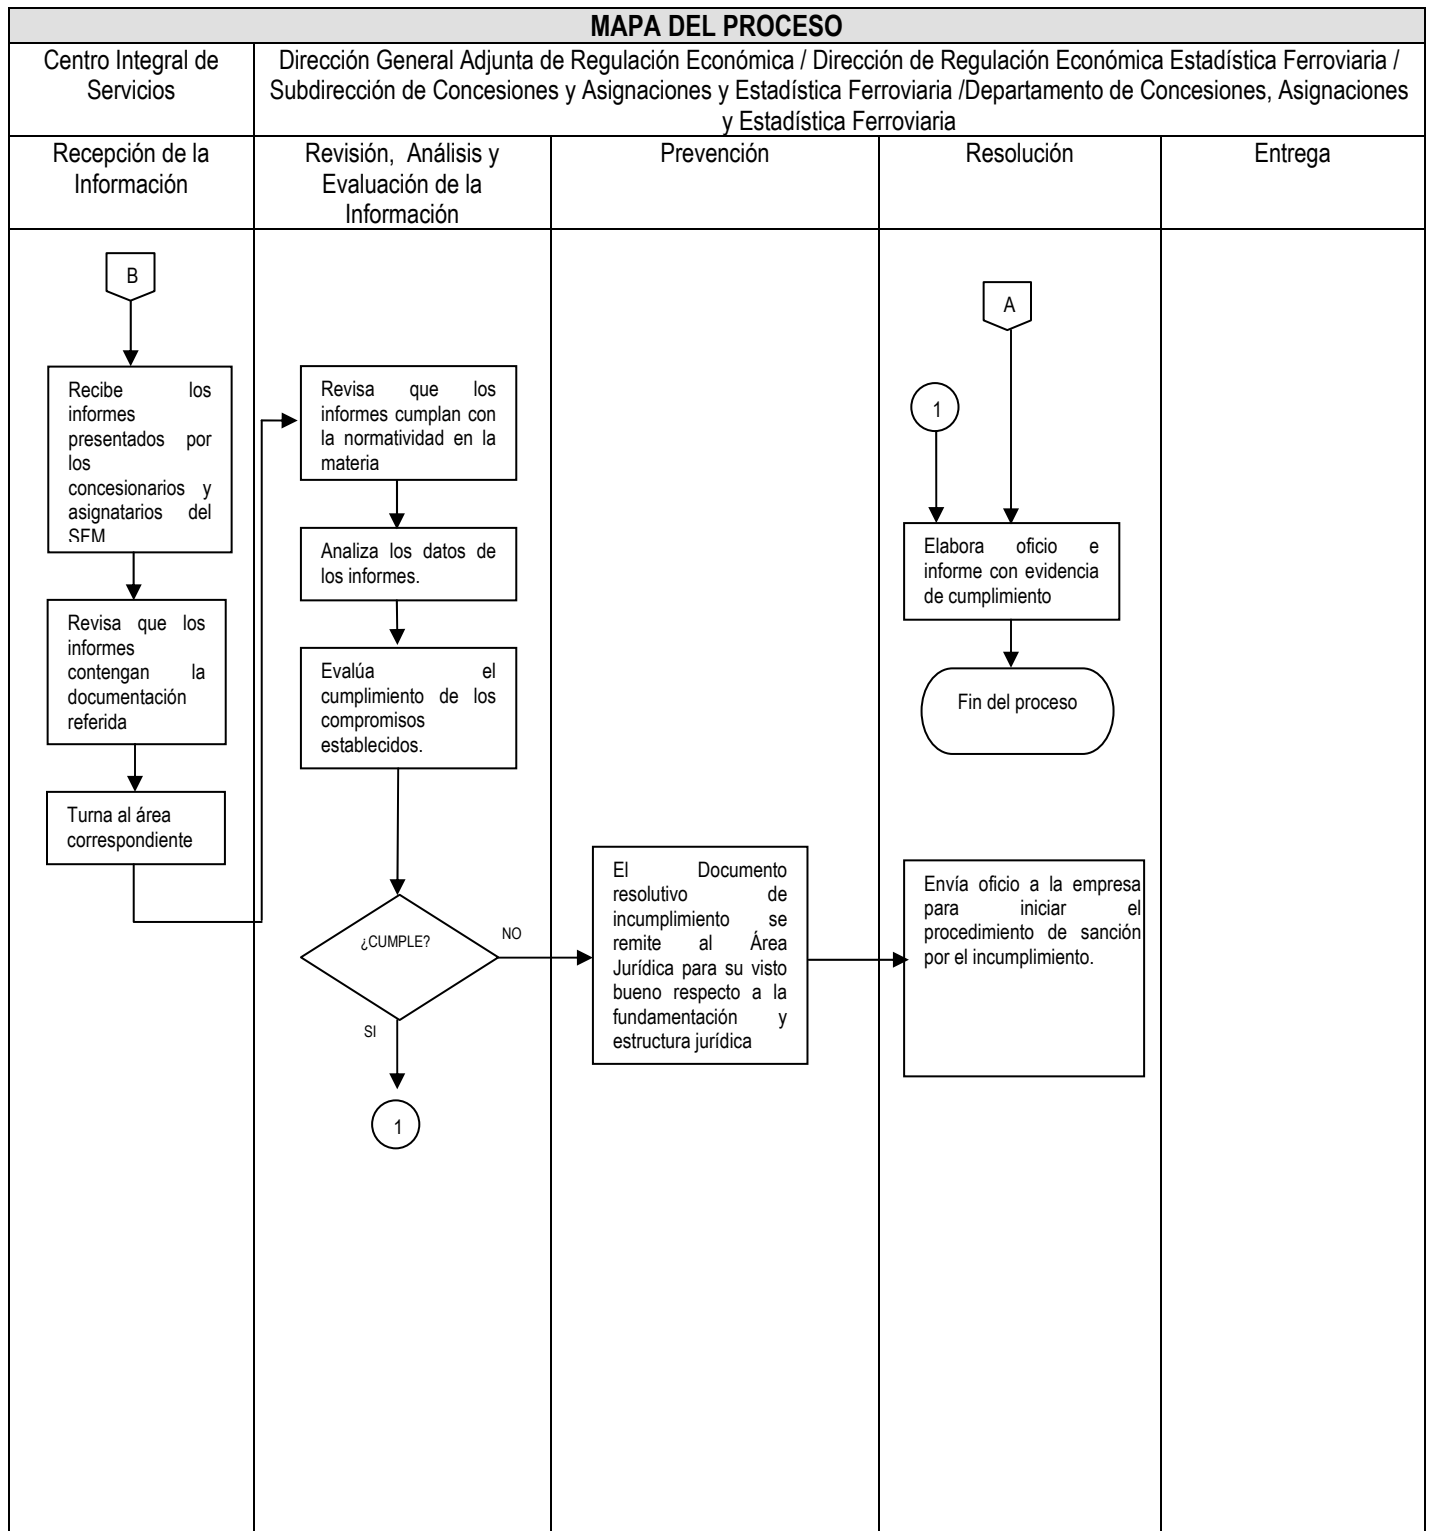 MAPA DEL PROCESO
Centro Integral de
Servicios
Dirección General Adjunta de Regulación Económica / Dirección de Regulación Económica Estadística Ferroviaria /
Subdirección de Concesiones y Asignaciones y Estadística Ferroviaria /Departamento de Concesiones, Asignaciones
y Estadística Ferroviaria
Recepción de la
Información
Revisión, Análisis y
Evaluación de la
Información
Prevención
Resolución
Entrega
B
Recibe los
informes
presentados por
los
concesionarios y
asignatarios del
SFM
Revisa que los
informes
contengan la
documentación
referida
Turna al área
correspondiente
Revisa que los
informes cumplan con
la normatividad en la
materia
Analiza los datos de
los informes.
Evalúa el
cumplimiento de los
compromisos
establecidos.
¿CUMPLE?
NO
SI
1
El Documento
resolutivo de
incumplimiento se
remite al Área
Jurídica para su visto
bueno respecto a la
fundamentación y
estructura jurídica
A
1
Elabora oficio e
informe con evidencia
de cumplimiento
Fin del proceso
Envía oficio a la empresa
para iniciar el
procedimiento de sanción
por el incumplimiento.